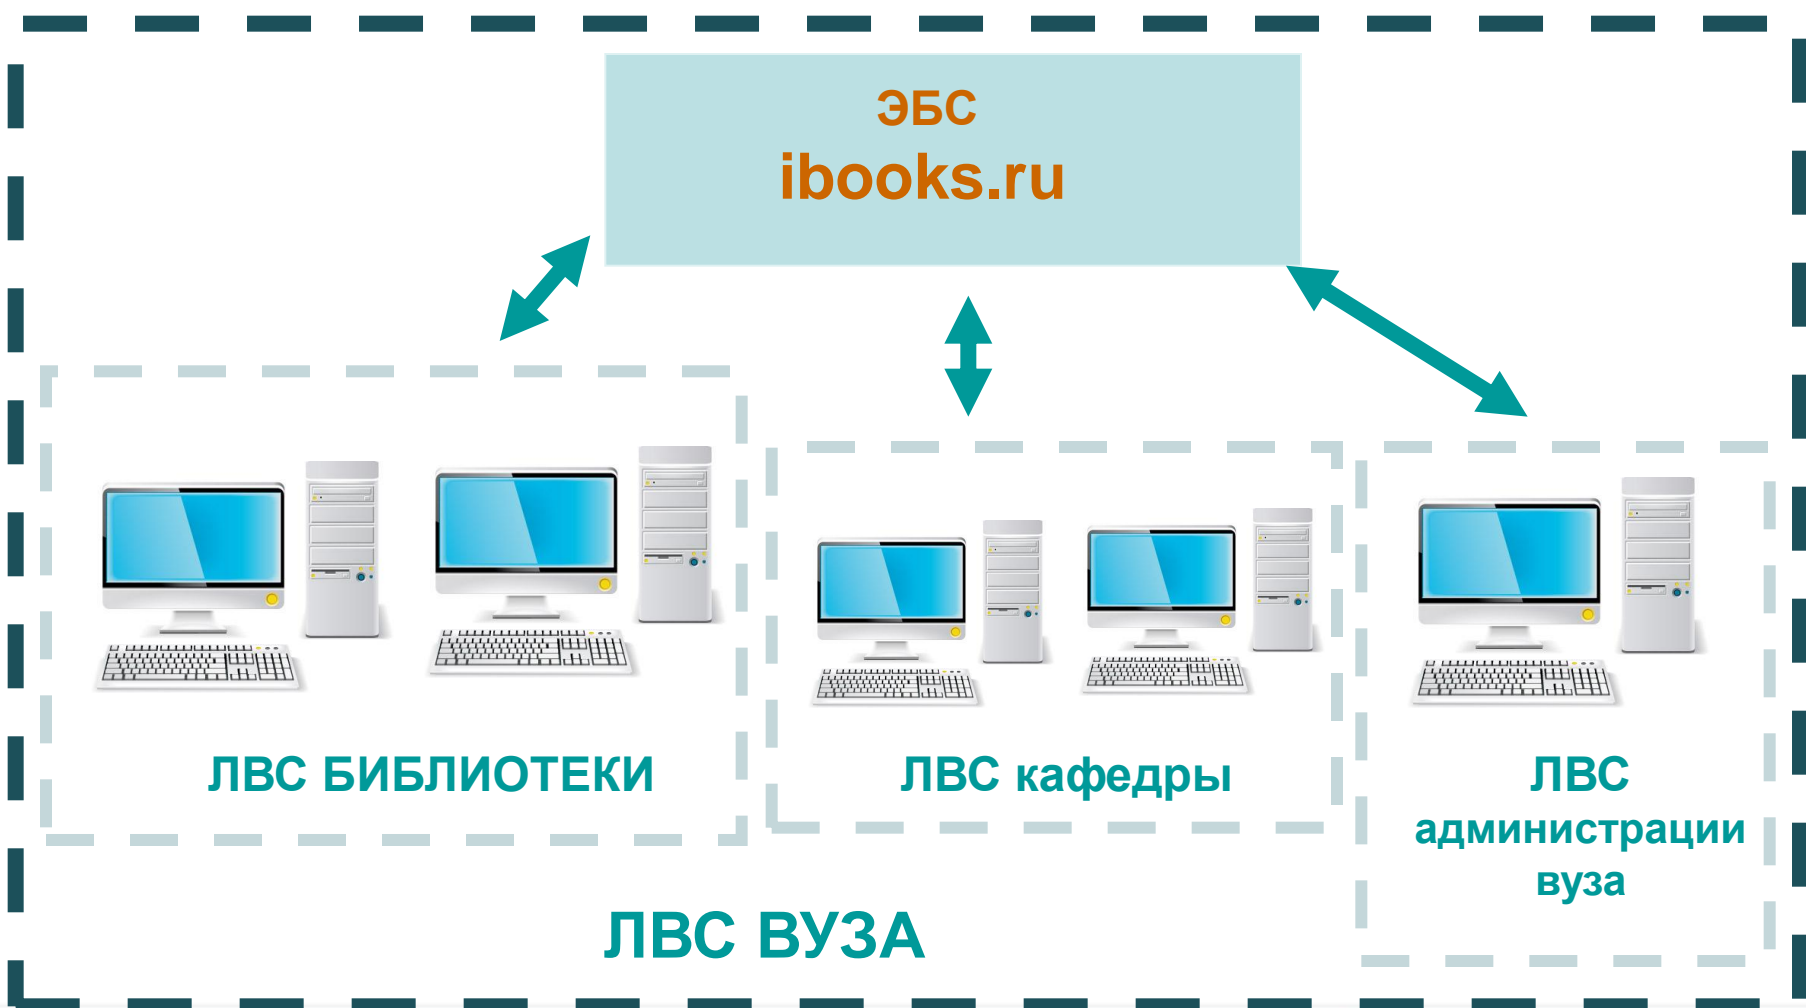 ЭБС
ibooks.ru
ЛВС БИБЛИОТЕКИ
ЛВС кафедры
ЛВС
администрации
вуза
ЛВС ВУЗА